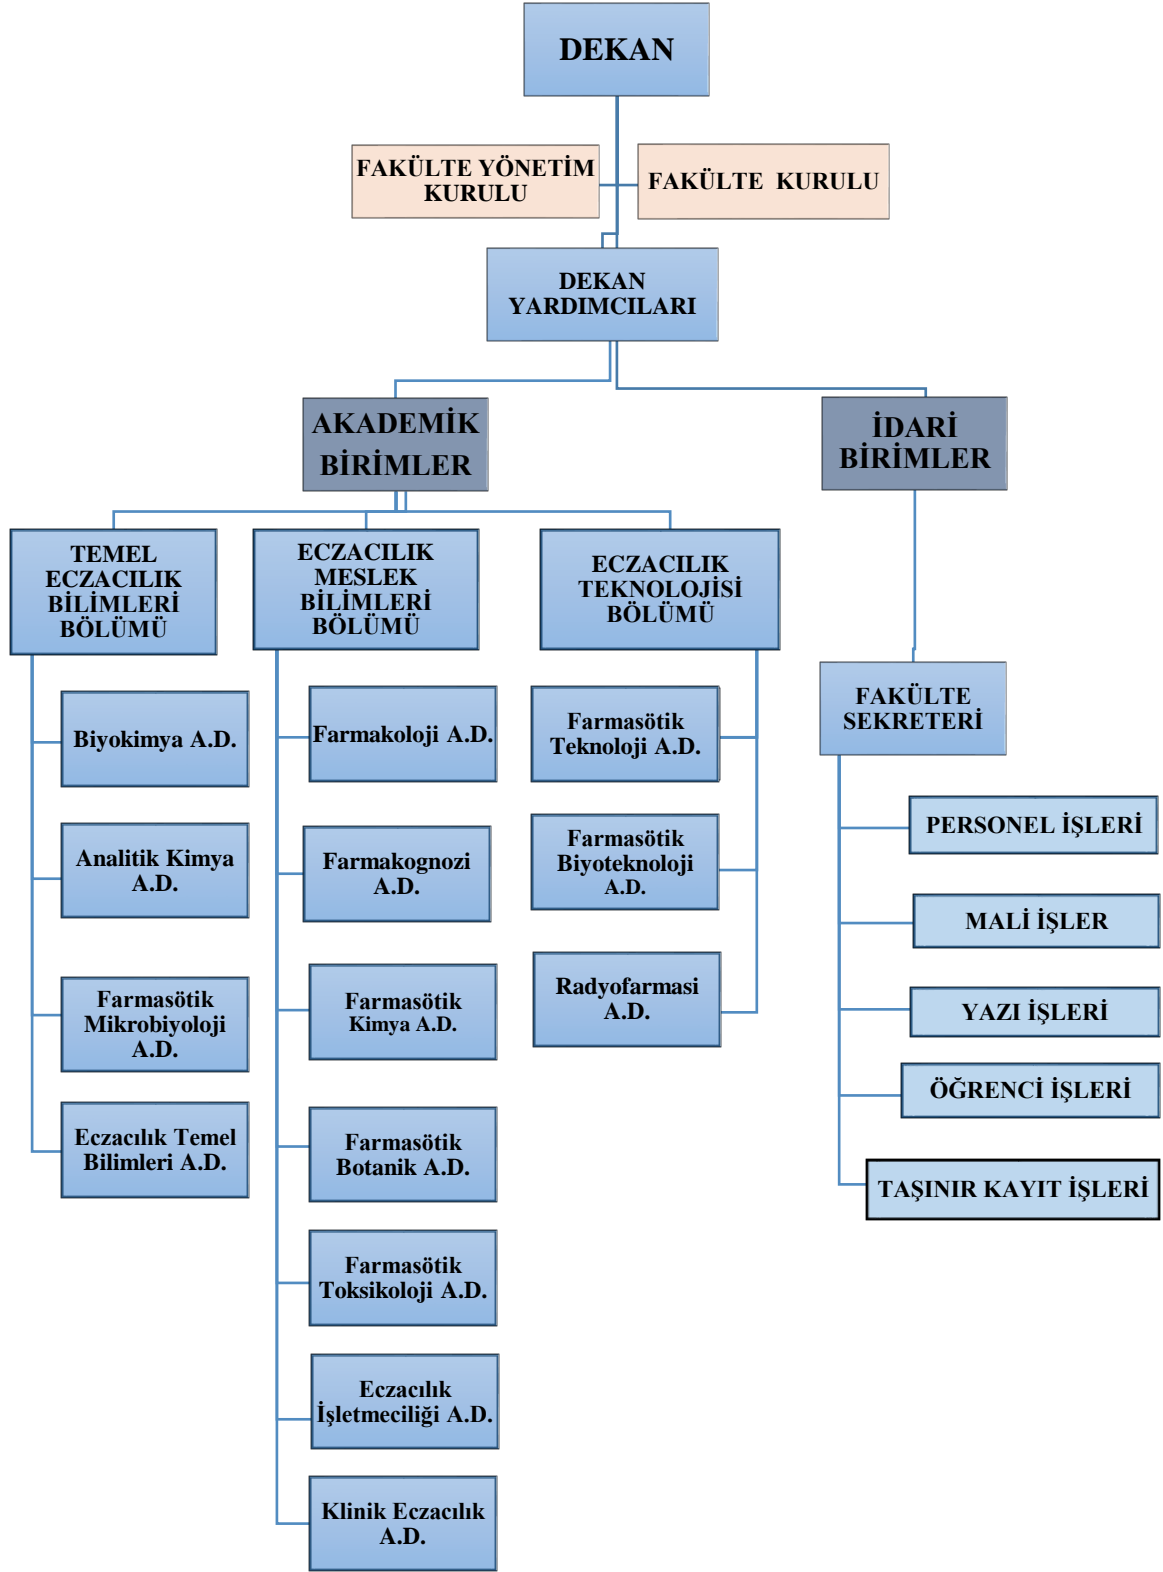 DEKAN
FAKÜLTE YÖNETİM
KURULU
FAKÜLTE KURULU
DEKAN
YARDIMCILARI
AKADEMİK
BİRİMLER
İDARİ
BİRİMLER
TEMEL
ECZACILIK
BİLİMLERİ
BÖLÜMÜ
ECZACILIK
MESLEK
BİLİMLERİ
BÖLÜMÜ
ECZACILIK
TEKNOLOJİSİ
BÖLÜMÜ
Biyokimya A.D.
Analitik Kimya
A.D.
Farmasötik
Mikrobiyoloji
A.D.
Eczacılık Temel
Bilimleri A.D.
Farmakoloji A.D.
Farmakognozi
A.D.
Farmasötik
Kimya A.D.
Farmasötik
Botanik A.D.
Farmasötik
Toksikoloji A.D.
Eczacılık
İşletmeciliği A.D.
Klinik Eczacılık
A.D.
Farmasötik
Teknoloji A.D.
Farmasötik
Biyoteknoloji
A.D.
Radyofarmasi
A.D.
FAKÜLTE
SEKRETERİ
PERSONEL İŞLERİ
MALİ İŞLER
YAZI İŞLERİ
ÖĞRENCİ İŞLERİ
TAŞINIR KAYIT İŞLERİ